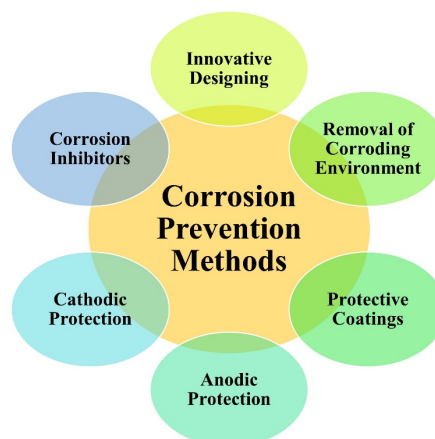 Innovative
Designing
Removal of
Corroding
Environment
Protective
Coatings
Anodic
Protection
Cathodic
Protection
Corrosion
Inhibitors
Corrosion
Prevention
Methods